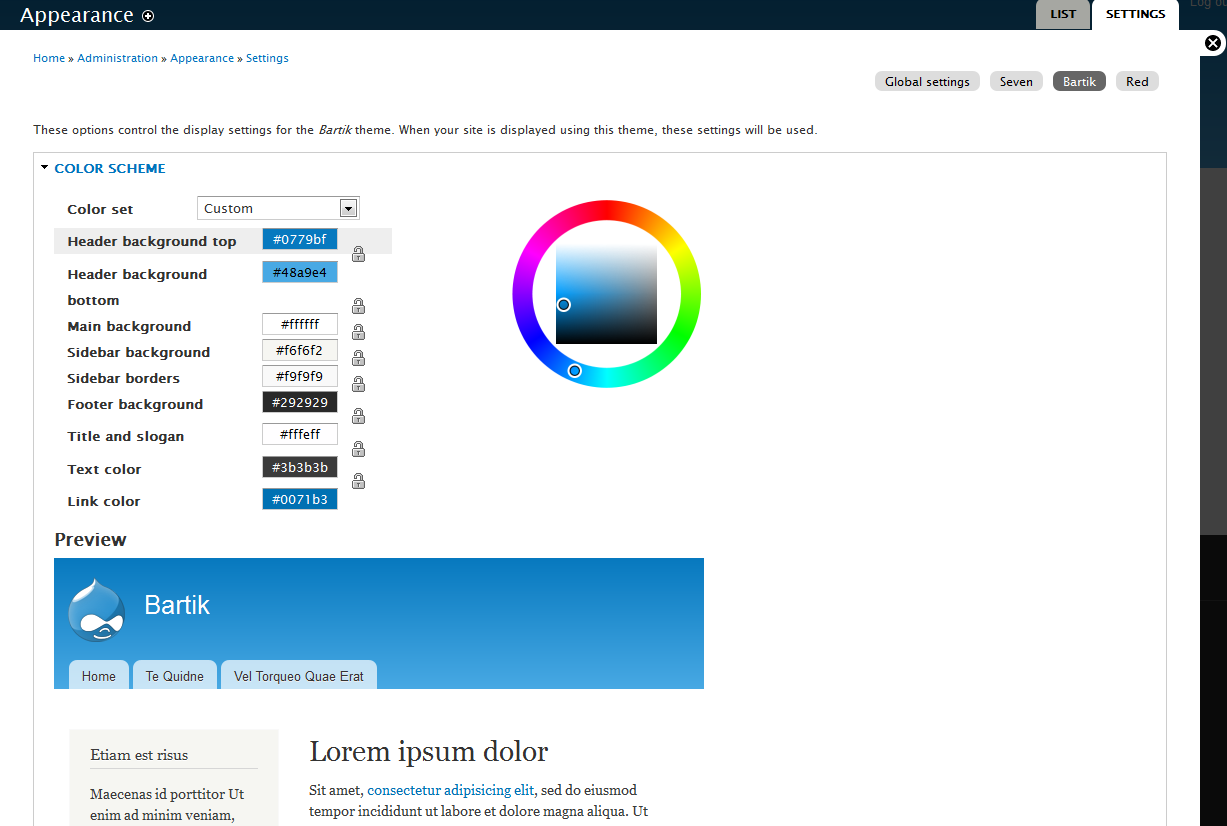 Appearance
LIST
SETTINGS
Home » Administration » Appearance » Settings
Global settings
Seven
Bartik
Red
These options control the display settings for the Bartik theme. When your site is displayed using this theme, these settings will be used.
COLOR SCHEME
Color set
Custom
Header background top
#0779bf
Header background
bottom
#48a9e4
Main background
#ffffff
Sidebar background
#f6f6f2
Sidebar borders
#f9f9f9
Footer background
#292929
Title and slogan
#fffeff
Text color
#3b3b3b
Link color
#0071b3
Preview
Bartik
Home
Te Quidne
Vel Torqueo Quae Erat
Etiam est risus
Maecenas id porttitor Ut
enim ad minim veniam,
Lorem ipsum dolor
Sit amet, consectetur adipisicing elit, sed do eiusmod
tempor incididunt ut labore et dolore magna aliqua. Ut